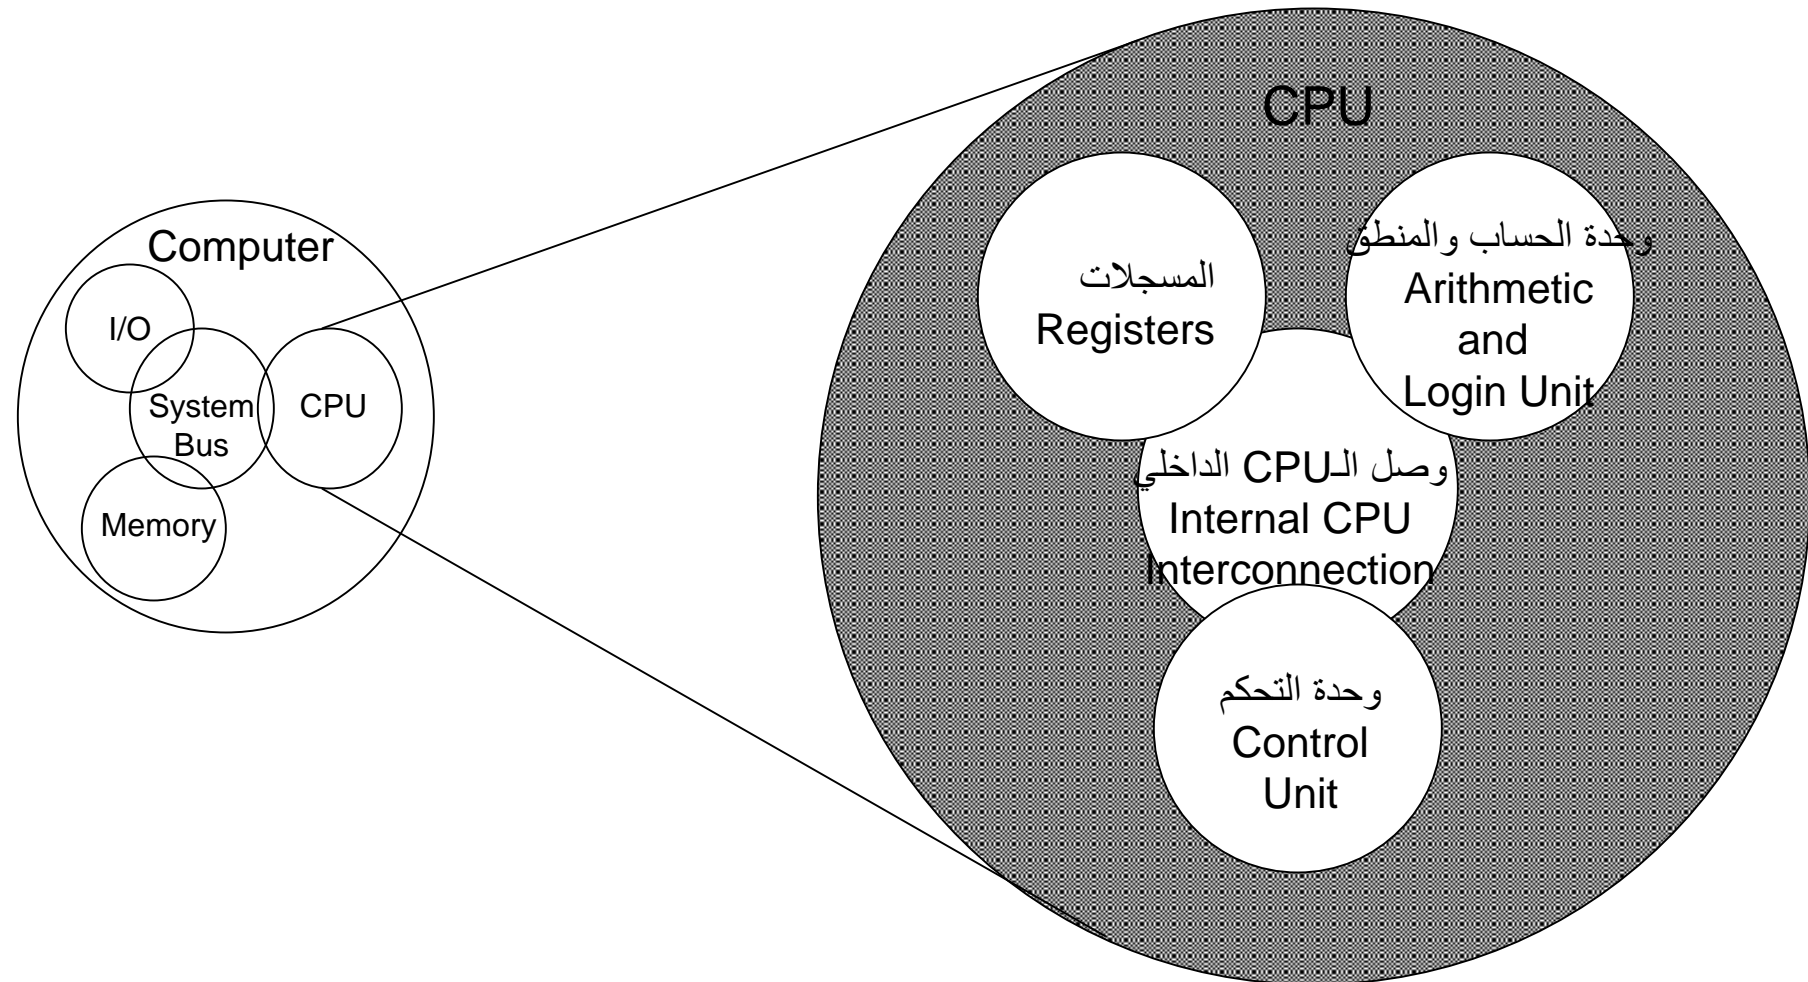 Computer
I/O
System
Bus
CPU
Memory
CPU
المسجلات
Registers
وحدة الحساب والمنطق
Arithmetic
and
Login Unit
وصل الـCPU الداخلي
Internal CPU
Interconnection
وحدة التحكم
Control
Unit